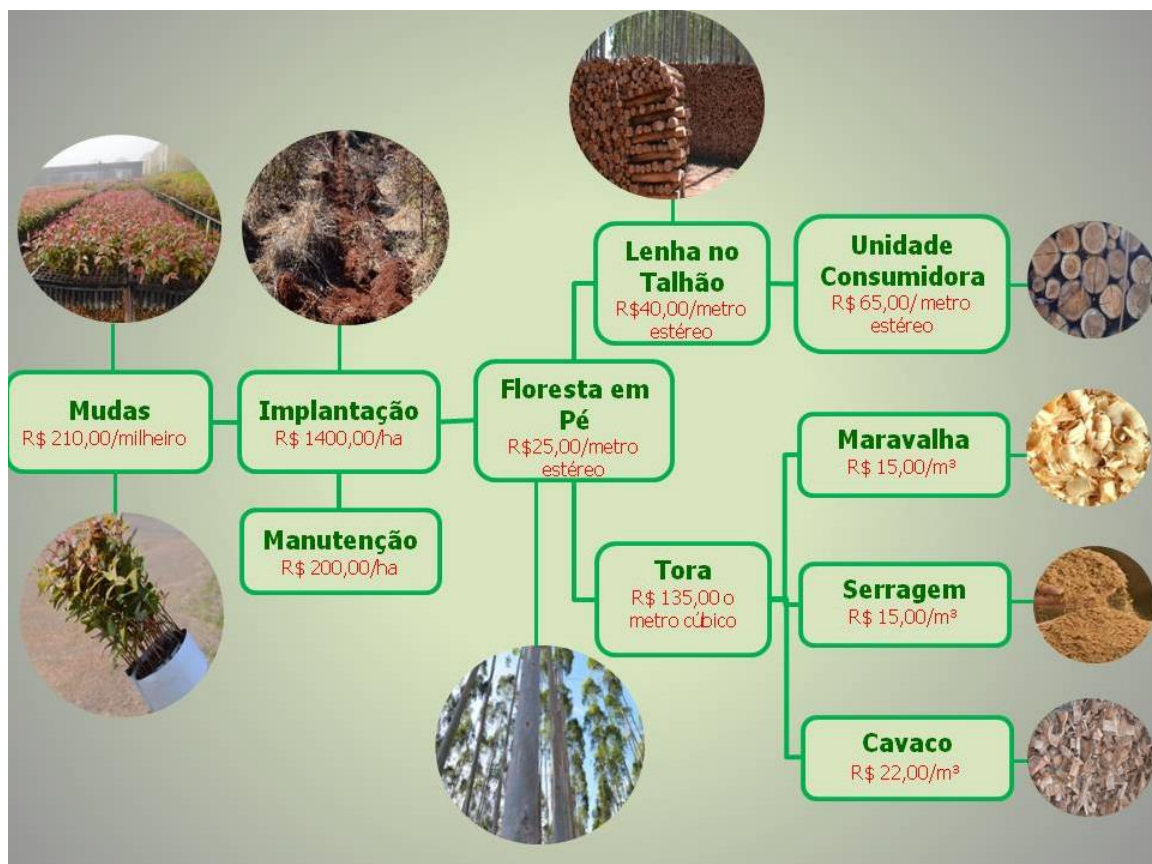 Lenha no
Talhão
R$40,00/metro
estéreo
Unidade
Consumidora
R$ 65,00/ metro
estéreo
Mudas
R$ 210,00/milheiro
Implantação
R$ 1400,00/ha
Floresta em
Pé
R$25,00/metro
estéreo
Maravalha
R$ 15,00/m³
Manutenção
R$ 200,00/ha
Tora
R$ 135,00 o
metro cúbico
Serragem
R$ 15,00/m³
Cavaco
R$ 22,00/m³